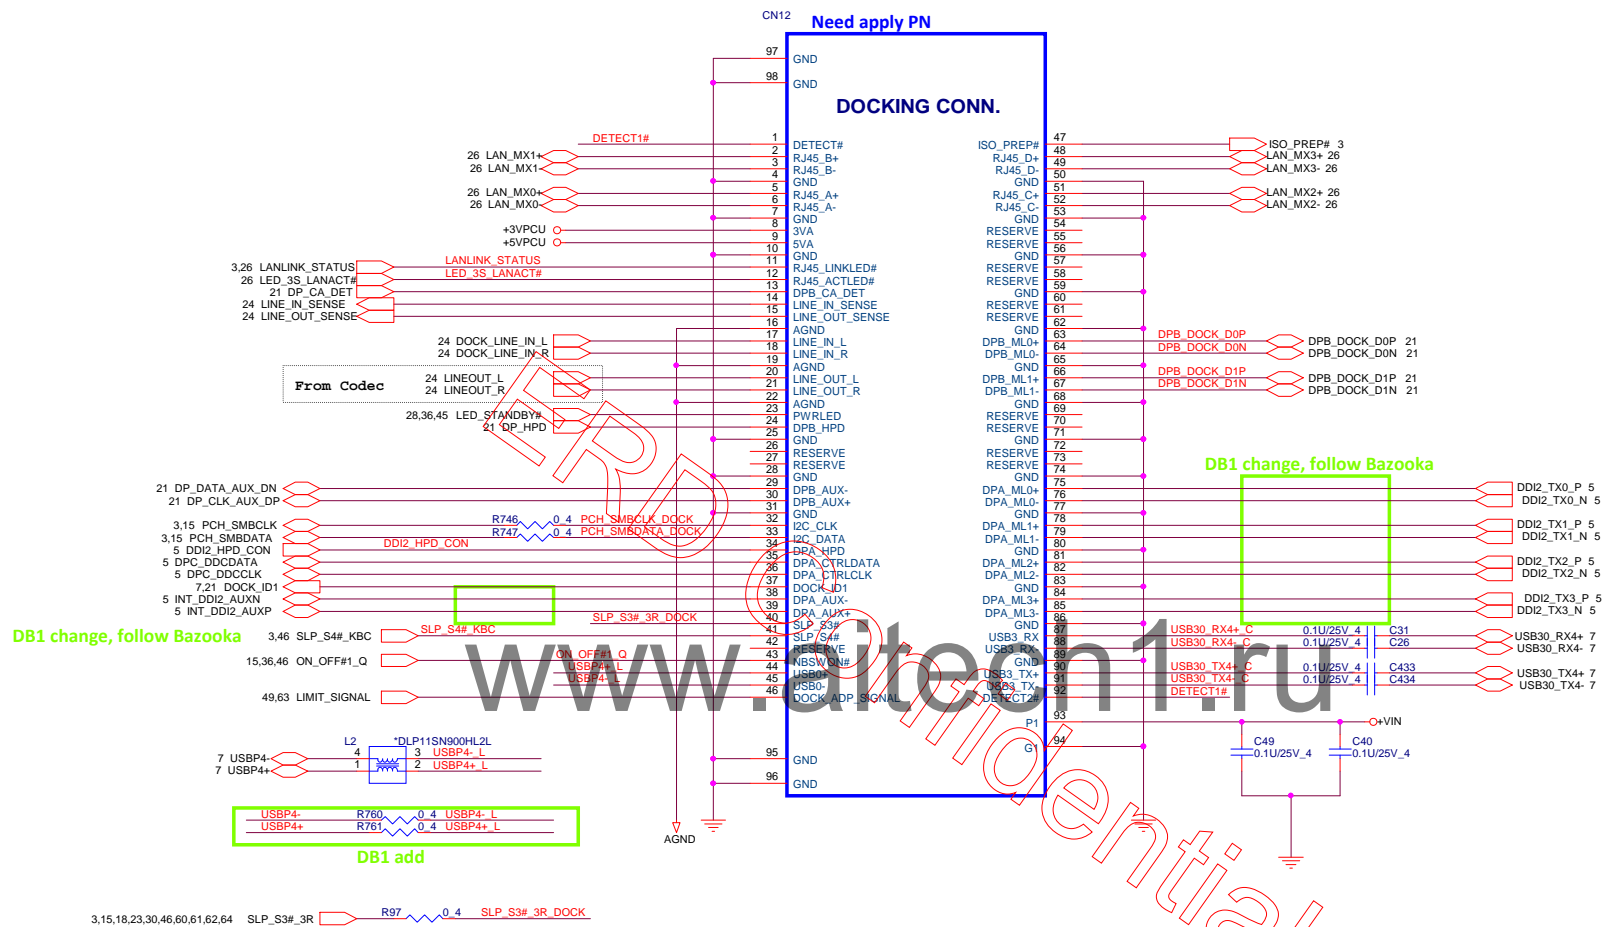 CN12
Need apply PN
DOCKING CONN.
97 GND
98 GND
DETECT1# 1 DETECT#
26 LAN_MX1+ 2 RJ45_B+
26 LAN_MX1- 3 RJ45_B-
4 GND
26 LAN_MX0+ 5 RJ45_A+
26 LAN_MX0- 6 RJ45_A-
7 GND
+3VPCU 8 3VA
+5VPCU 9 5VA
10 GND
3,26 LANLINK_STATUS LANLINK_STATUS 11 RJ45_LINKLED#
26 LED_3S_LANACT# LED_3S_LANACT# 12 RJ45_ACTLED#
21 DP_CA_DET 13 DPB_CA_DET
24 LINE_IN_SENSE 14 LINE_IN_SENSE
24 LINE_OUT_SENSE 15 LINE_OUT_SENSE
16 AGND
24 DOCK_LINE_IN_L 17 LINE_IN_L
24 DOCK_LINE_IN_R 18 LINE_IN_R
19 AGND
From Codec
24 LINEOUT_L 20 LINE_OUT_L
24 LINEOUT_R 21 LINE_OUT_R
22 AGND
28,36,45 LED_STANDBY# 23 PWRLED
21 DP_HPD 24 DPB_HPD
25 GND
26 RESERVE
27 RESERVE
28 GND
21 DP_DATA_AUX_DN 29 DPB_AUX-
21 DP_CLK_AUX_DP 30 DPB_AUX+
31 GND
3,15 PCH_SMBCLK R746 0_4 PCH_SMBCLK_DOCK 32 I2C_CLK
3,15 PCH_SMBDATA R747 0_4 PCH_SMBDATA_DOCK 33 I2C_DATA
5 DDI2_HPD_CON DDI2_HPD_CON 34 DPA_HPD
5 DPC_DDCDATA 35 DPA_CTRLDATA
5 DPC_DDCCLK 36 DPA_CTRLCLK
7,21 DOCK_ID1 37 DOCK_ID1
5 INT_DDI2_AUXN 38 DPA_AUX-
5 INT_DDI2_AUXP 39 DPA_AUX+
SLP_S3#_3R_DOCK 40 SLP_S3#
DB1 change, follow Bazooka
3,46 SLP_S4#_KBC SLP_S4#_KBC 41 SLP_S4#
42 RESERVE
15,36,46 ON_OFF#1_Q ON_OFF#1_Q 43 NBSWON#
USBP4+_L 44 USB0+
USBP4-_L 45 USB0-
49,63 LIMIT_SIGNAL 46 DOCK_ADP_SIGNAL
95 GND
96 GND
ISO_PREP# 47 ISO_PREP# 3
RJ45_D+ 48 LAN_MX3+ 26
RJ45_D- 49 LAN_MX3- 26
GND 50
RJ45_C+ 51 LAN_MX2+ 26
RJ45_C- 52 LAN_MX2- 26
GND 53
RESERVE 54
RESERVE 55
GND 56
RESERVE 57
RESERVE 58
GND 59
RESERVE 60
RESERVE 61
GND 62
DPB_ML0+ 63 DPB_DOCK_D0P DPB_DOCK_D0P 21
DPB_ML0- 64 DPB_DOCK_D0N DPB_DOCK_D0N 21
GND 65
DPB_ML1+ 66 DPB_DOCK_D1P DPB_DOCK_D1P 21
DPB_ML1- 67 DPB_DOCK_D1N DPB_DOCK_D1N 21
GND 68
RESERVE 69
RESERVE 70
GND 71
RESERVE 72
RESERVE 73
GND 74
DB1 change, follow Bazooka
DPA_ML0+ 75 DDI2_TX0_P 5
DPA_ML0- 76 DDI2_TX0_N 5
GND 77
DPA_ML1+ 78 DDI2_TX1_P 5
DPA_ML1- 79 DDI2_TX1_N 5
GND 80
DPA_ML2+ 81 DDI2_TX2_P 5
DPA_ML2- 82 DDI2_TX2_N 5
GND 83
DPA_ML3+ 84 DDI2_TX3_P 5
DPA_ML3- 85 DDI2_TX3_N 5
GND 86
USB3_RX 87 USB30_RX4+_C 0.1U/25V_4 C31 USB30_RX4+ 7
USB3_RX- 88 USB30_RX4-_C 0.1U/25V_4 C26 USB30_RX4- 7
GND 89
USB3_TX+ 90 USB30_TX4+_C 0.1U/25V_4 C433 USB30_TX4+ 7
USB3_TX- 91 USB30_TX4-_C 0.1U/25V_4 C434 USB30_TX4- 7
DETECT2# 92 DETECT1#
P1 93 +VIN
G1 94
C49 0.1U/25V_4
C40 0.1U/25V_4
L2 *DLP11SN900HL2L
7 USBP4- 4 3 USBP4-_L
7 USBP4+ 1 2 USBP4+_L
USBP4- R760 0_4 USBP4-_L
USBP4+ R761 0_4 USBP4+_L
DB1 add
AGND
3,15,18,23,30,46,60,61,62,64 SLP_S3#_3R R97 0_4 SLP_S3#_3R_DOCK
www.aitech1.ru
Confidential